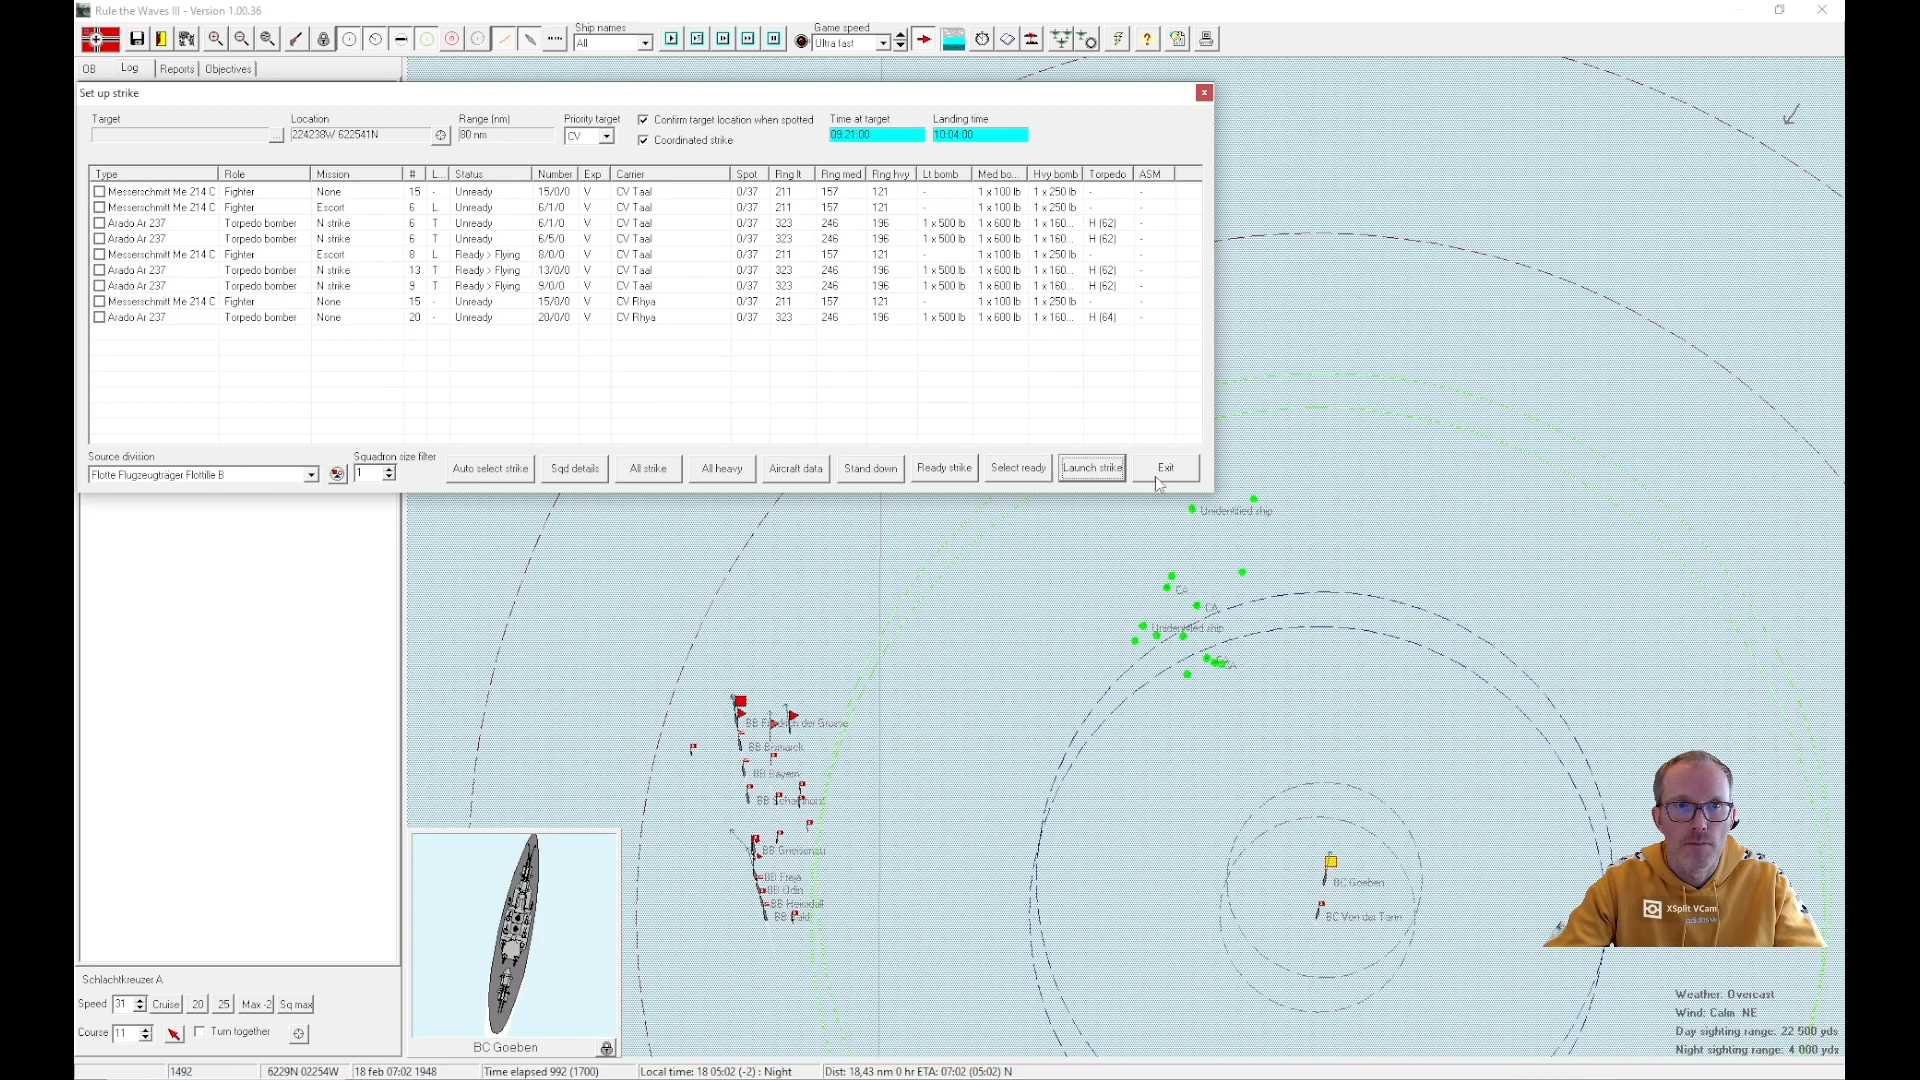 Rule the Waves III - Version 1.00.36
Ship names
All
Game speed
Ultra fast
OB Log Reports Objectives
Set up strike
Target Location Range (nm) Priority target Confirm target location when spotted Time at target Landing time
... 224238W 622541N 80 nm CV Coordinated strike 09:21:00 10:04:00
Type Role Mission # L... Status Number Exp Carrier Spot Rng lt Rng med Rng hvy Lt bomb Med bo... Hvy bomb Torpedo ASM
Messerschmitt Me 214 C Fighter None 15 - Unready 15/0/0 V CV Taal 0/37 211 157 121 - 1 x 100 lb 1 x 250 lb - -
Messerschmitt Me 214 C Fighter Escort 6 L Unready 6/1/0 V CV Taal 0/37 211 157 121 - 1 x 100 lb 1 x 250 lb - -
Arado Ar 237 Torpedo bomber N strike 6 T Unready 6/1/0 V CV Taal 0/37 323 246 196 1 x 500 lb 1 x 600 lb 1 x 160... H (62) -
Arado Ar 237 Torpedo bomber N strike 6 T Unready 6/5/0 V CV Taal 0/37 323 246 196 1 x 500 lb 1 x 600 lb 1 x 160... H (62) -
Messerschmitt Me 214 C Fighter Escort 8 L Ready > Flying 8/0/0 V CV Taal 0/37 211 157 121 - 1 x 100 lb 1 x 250 lb - -
Arado Ar 237 Torpedo bomber N strike 13 T Ready > Flying 13/0/0 V CV Taal 0/37 323 246 196 1 x 500 lb 1 x 600 lb 1 x 160... H (62) -
Arado Ar 237 Torpedo bomber N strike 9 T Ready > Flying 9/0/0 V CV Taal 0/37 323 246 196 1 x 500 lb 1 x 600 lb 1 x 160... H (62) -
Messerschmitt Me 214 C Fighter None 15 - Unready 15/0/0 V CV Rhya 0/37 211 157 121 - 1 x 100 lb 1 x 250 lb - -
Arado Ar 237 Torpedo bomber None 20 - Unready 20/0/0 V CV Rhya 0/37 323 246 196 1 x 500 lb 1 x 600 lb 1 x 160... H (64) -
Source division Squadron size filter
Flotte Flugzeugträger Flottille B 1 Auto select strike Sqd details All strike All heavy Aircraft data Stand down Ready strike Select ready Launch strike Exit
Unidentified ship
CA
CA
Unidentified ship
CA
BB Friedrich der Grosse
BB Bismarck
BB Bayern
BB Scharnhorst
BB Gneisenau
BB Freja
BB Odin
BB Heimdall
BC Goeben
BC Von der Tann
XSplit VCam
adidas
Schlachtkreuzer A
Speed 31 Cruise 20 25 Max -2 Sq max
Course 11 Turn together
BC Goeben
Weather: Overcast
Wind: Calm NE
Day sighting range: 22 500 yds
Night sighting range: 4 000 yds
1492 6229N 02254W 18 feb 07:02 1948 Time elapsed 992 (1700) Local time: 18 05:02 (-2) : Night Dist: 18,43 nm 0 hr ETA: 07:02 (05:02) N